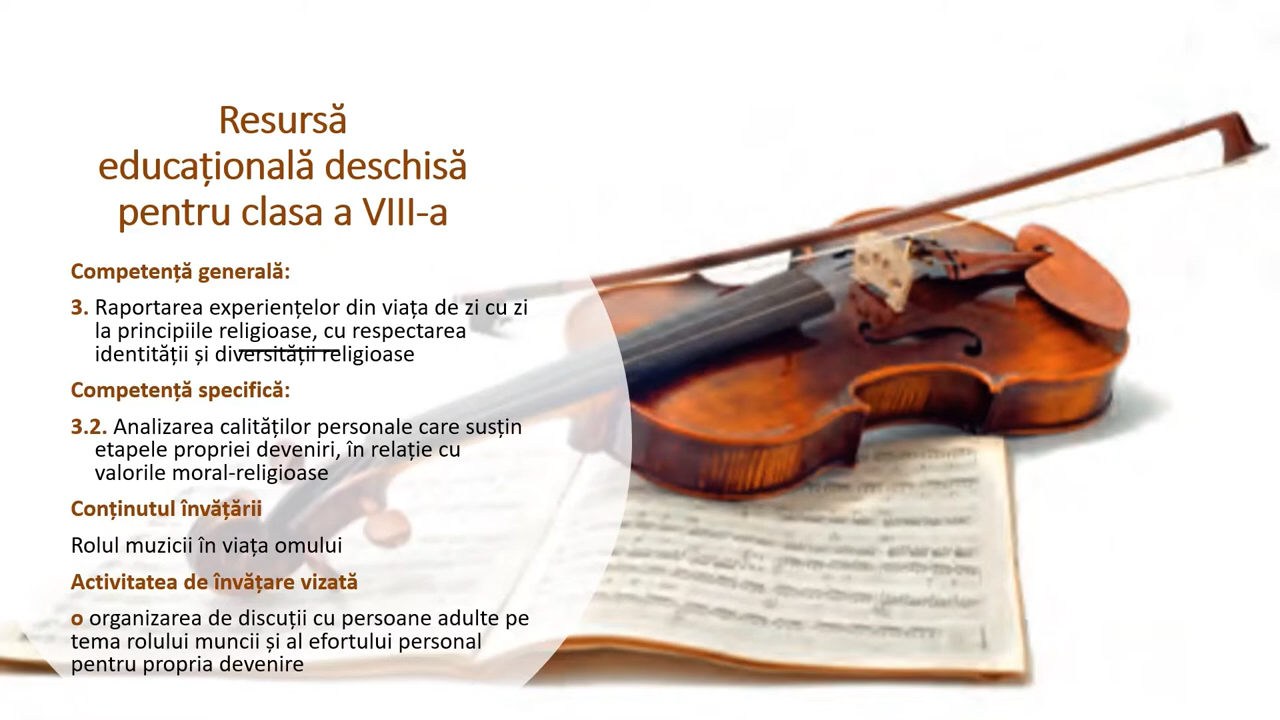 Resursă
educațională deschisă
pentru clasa a VIII-a
Competență generală:
3. Raportarea experiențelor din viața de zi cu zi
la principiile religioase, cu respectarea
identității și diversității religioase
Competență specifică:
3.2. Analizarea calităților personale care susțin
etapele propriei deveniri, în relație cu
valorile moral-religioase
Conținutul învățării
Rolul muzicii în viața omului
Activitatea de învățare vizată
o organizarea de discuții cu persoane adulte pe
tema rolului muncii și al efortului personal
pentru propria devenire